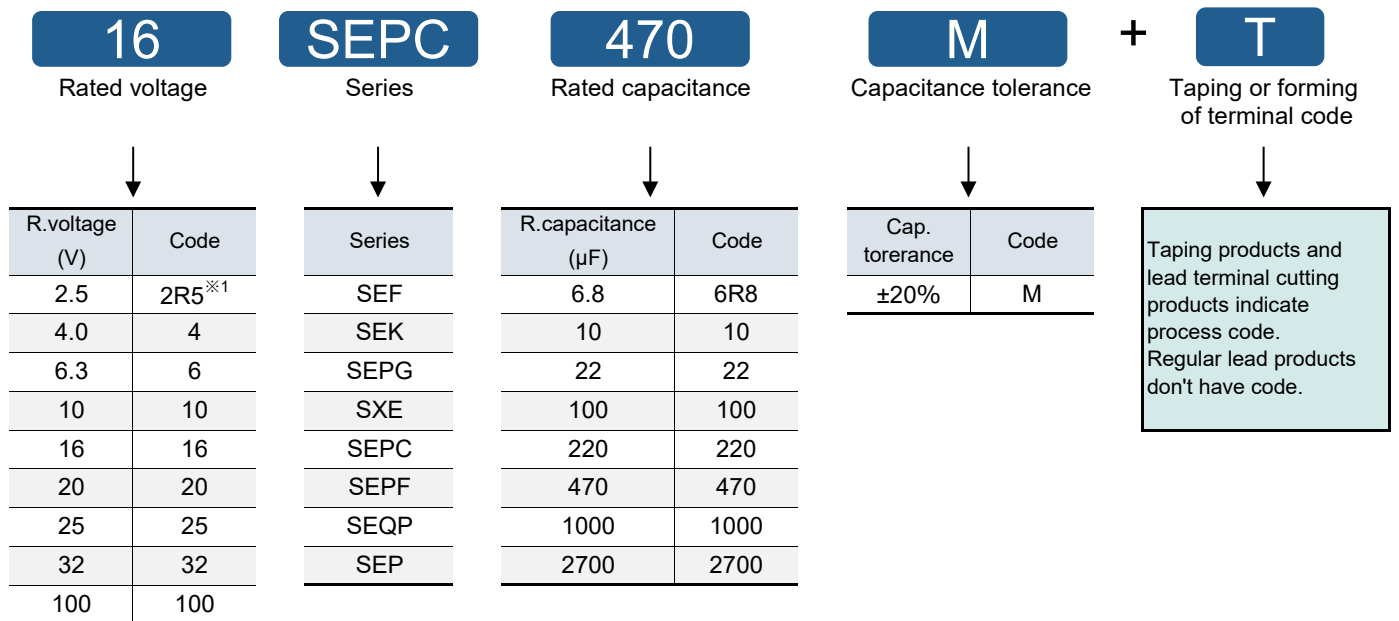 16 SEPC 470 M + T
Rated voltage Series Rated capacitance Capacitance tolerance Taping or forming
of terminal code
R.voltage
(V)
Code
2.5 2R5※1
4.0 4
6.3 6
10 10
16 16
20 20
25 25
32 32
100 100
Series
SEF
SEK
SEPG
SXE
SEPC
SEPF
SEQP
SEP
R.capacitance
(μF)
Code
6.8 6R8
10 10
22 22
100 100
220 220
470 470
1000 1000
2700 2700
Cap.
torerance
Code
±20% M
Taping products and
lead terminal cutting
products indicate
process code.
Regular lead products
don't have code.